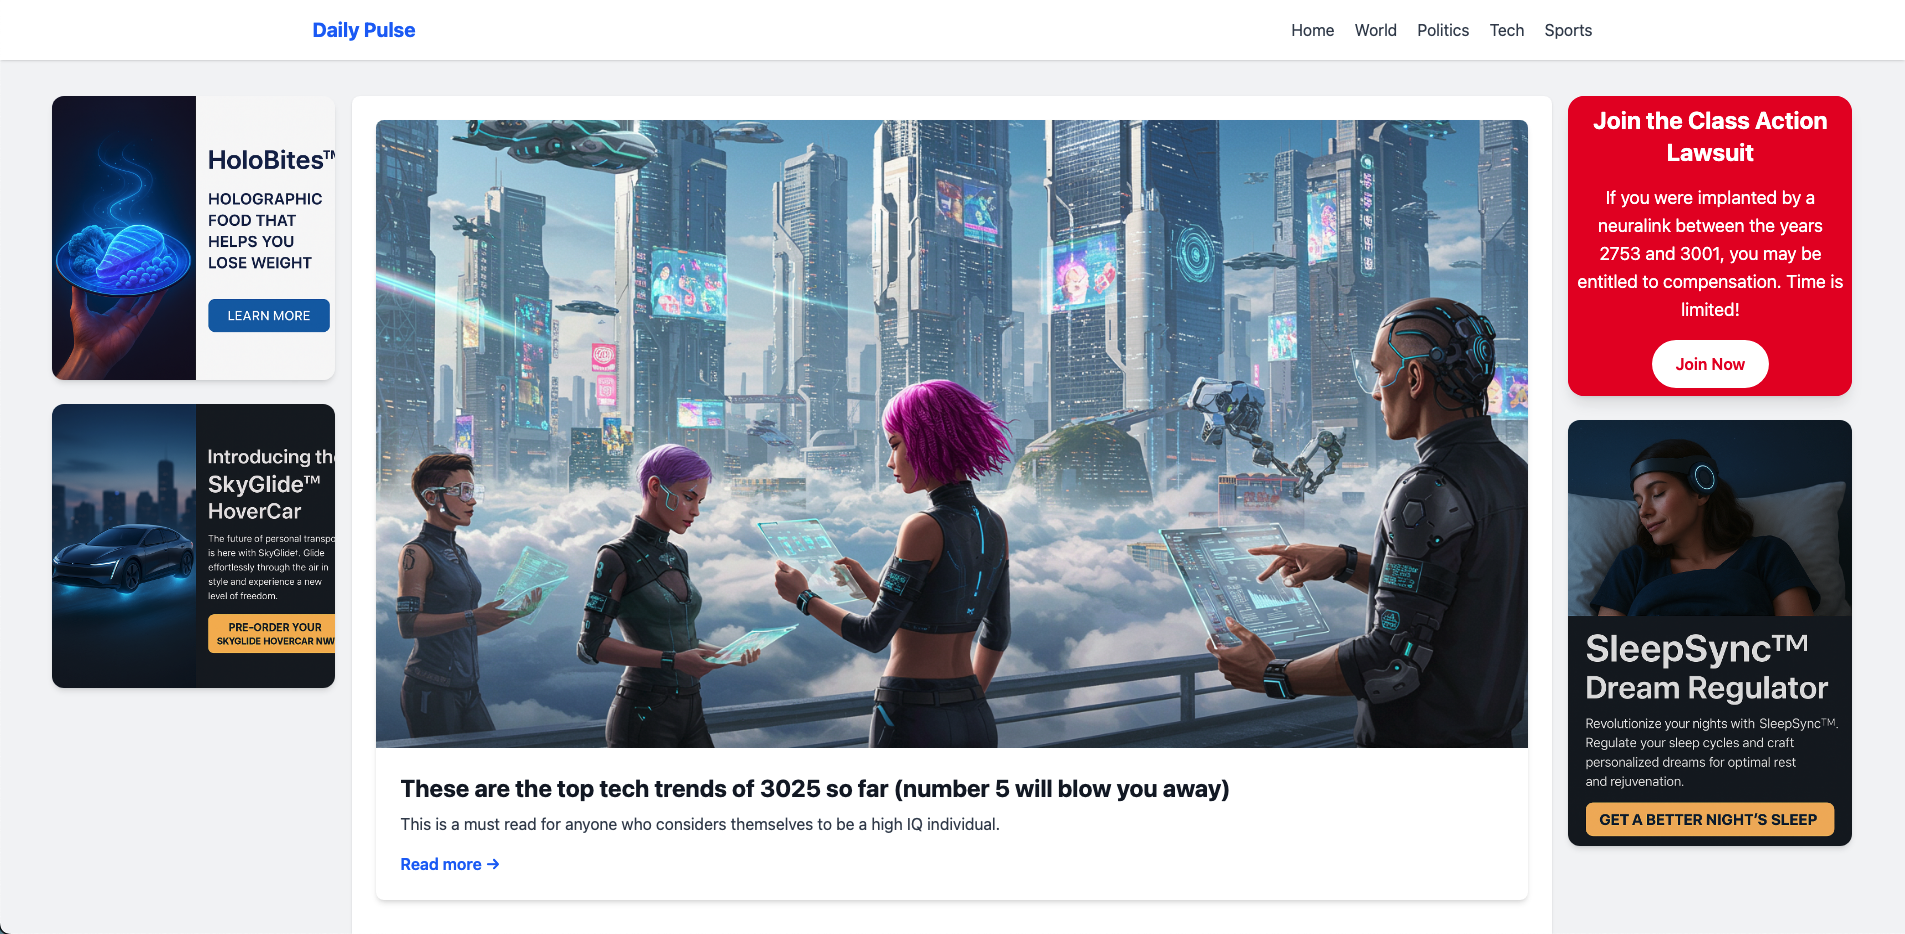 Daily Pulse
Home World Politics Tech Sports
HoloBites™
HOLOGRAPHIC
FOOD THAT
HELPS YOU
LOSE WEIGHT
LEARN MORE
Introducing the
SkyGlide™
HoverCar
The future of personal transpo
is here with SkyGlide†. Glide
effortlessly through the air in
style and experience a new
level of freedom.
PRE-ORDER YOUR
SKYGLIDE HOVERCAR NW
These are the top tech trends of 3025 so far (number 5 will blow you away)
This is a must read for anyone who considers themselves to be a high IQ individual.
Read more →
Join the Class Action
Lawsuit
If you were implanted by a
neuralink between the years
2753 and 3001, you may be
entitled to compensation. Time is
limited!
Join Now
SleepSync™
Dream Regulator
Revolutionize your nights with SleepSync™.
Regulate your sleep cycles and craft
personalized dreams for optimal rest
and rejuvenation.
GET A BETTER NIGHT'S SLEEP